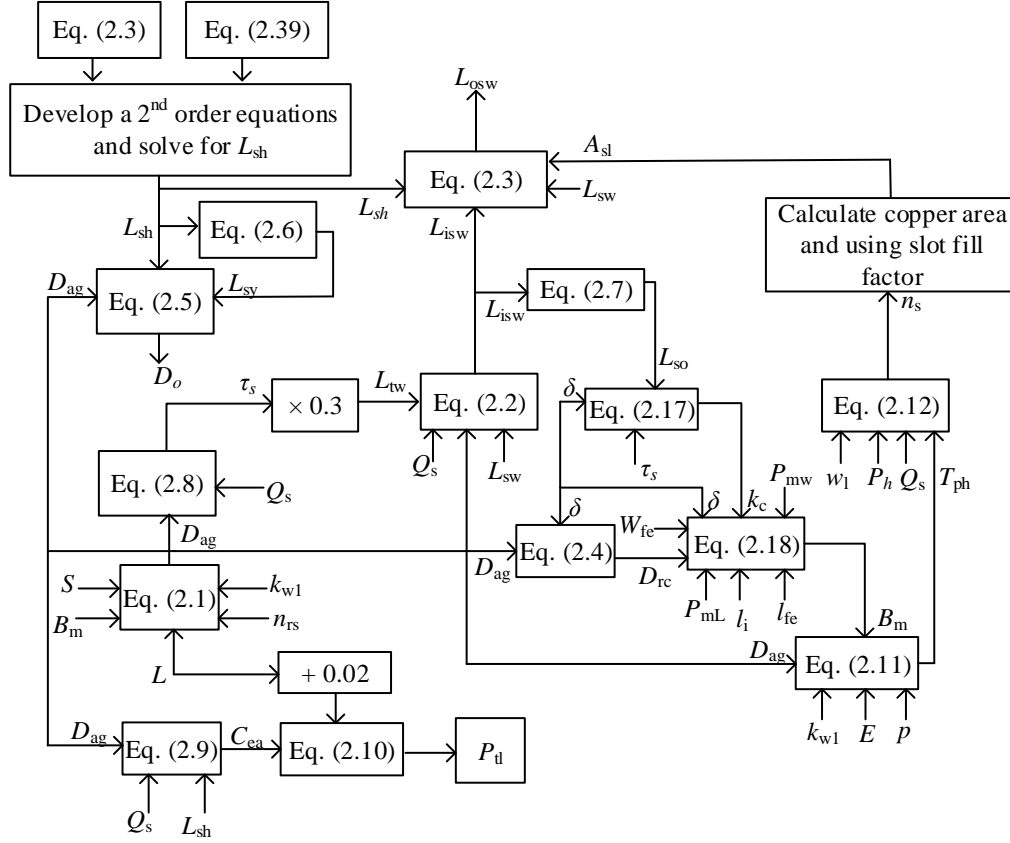 Eq. (2.3)
Eq. (2.39)
Develop a 2nd order equations
and solve for Lsh
Losw
Asl
Eq. (2.3)
Lsh
Lsw
Lisw
Lsh
Eq. (2.6)
Calculate copper area
and using slot fill
factor
Dag
Lsy
Eq. (2.5)
Lisw
Eq. (2.7)
ns
Do
Lso
τs
× 0.3
Ltw
Eq. (2.2)
δ
Eq. (2.17)
Eq. (2.12)
Qs
Lsw
τs
Pmw
wl
Ph
Qs
Tph
Eq. (2.8)
Qs
δ
δ
kc
Wfe
Dag
Dag
Eq. (2.4)
Drc
Eq. (2.18)
S
Bm
Eq. (2.1)
kw1
nrs
PmL
li
lfe
Bm
L
+ 0.02
Dag
Eq. (2.11)
Dag
Eq. (2.9)
Cea
Eq. (2.10)
Ptl
kw1
E
p
Qs
Lsh